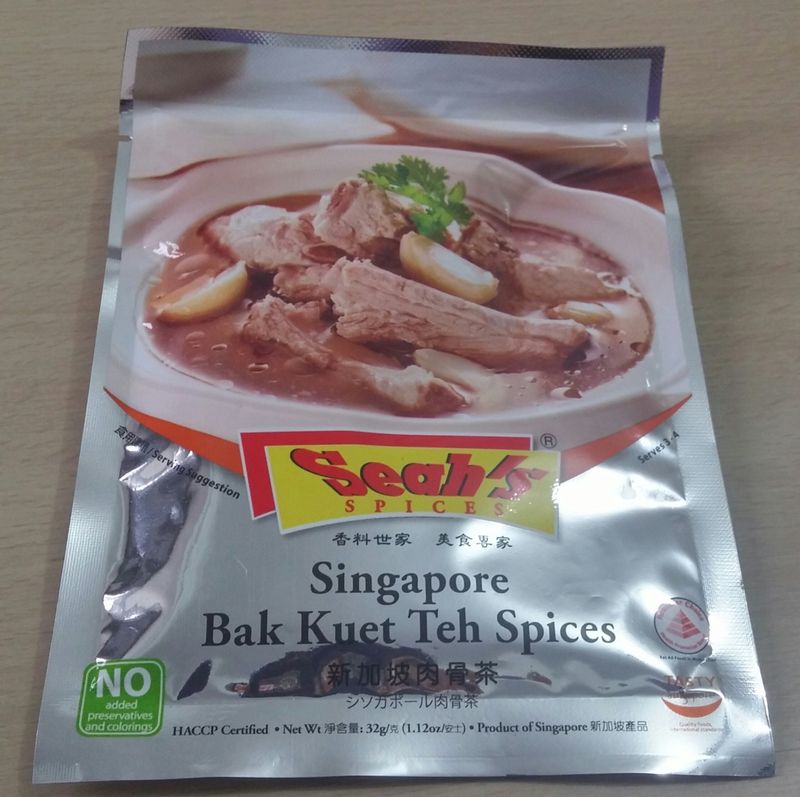 食用例/Serving Suggestion
Serves 3-4
Seah's®
SPICES
香料世家 美食專家
Singapore
Bak Kuet Teh Spices
新加坡肉骨茶
シソガポール肉骨茶
NO
added
preservatives
and colorings
TASTY
Singapore
Quality Foods,
international standards
HACCP Certified • Net Wt 淨含量: 32g/克 (1.12oz/安士) • Product of Singapore 新加坡產品